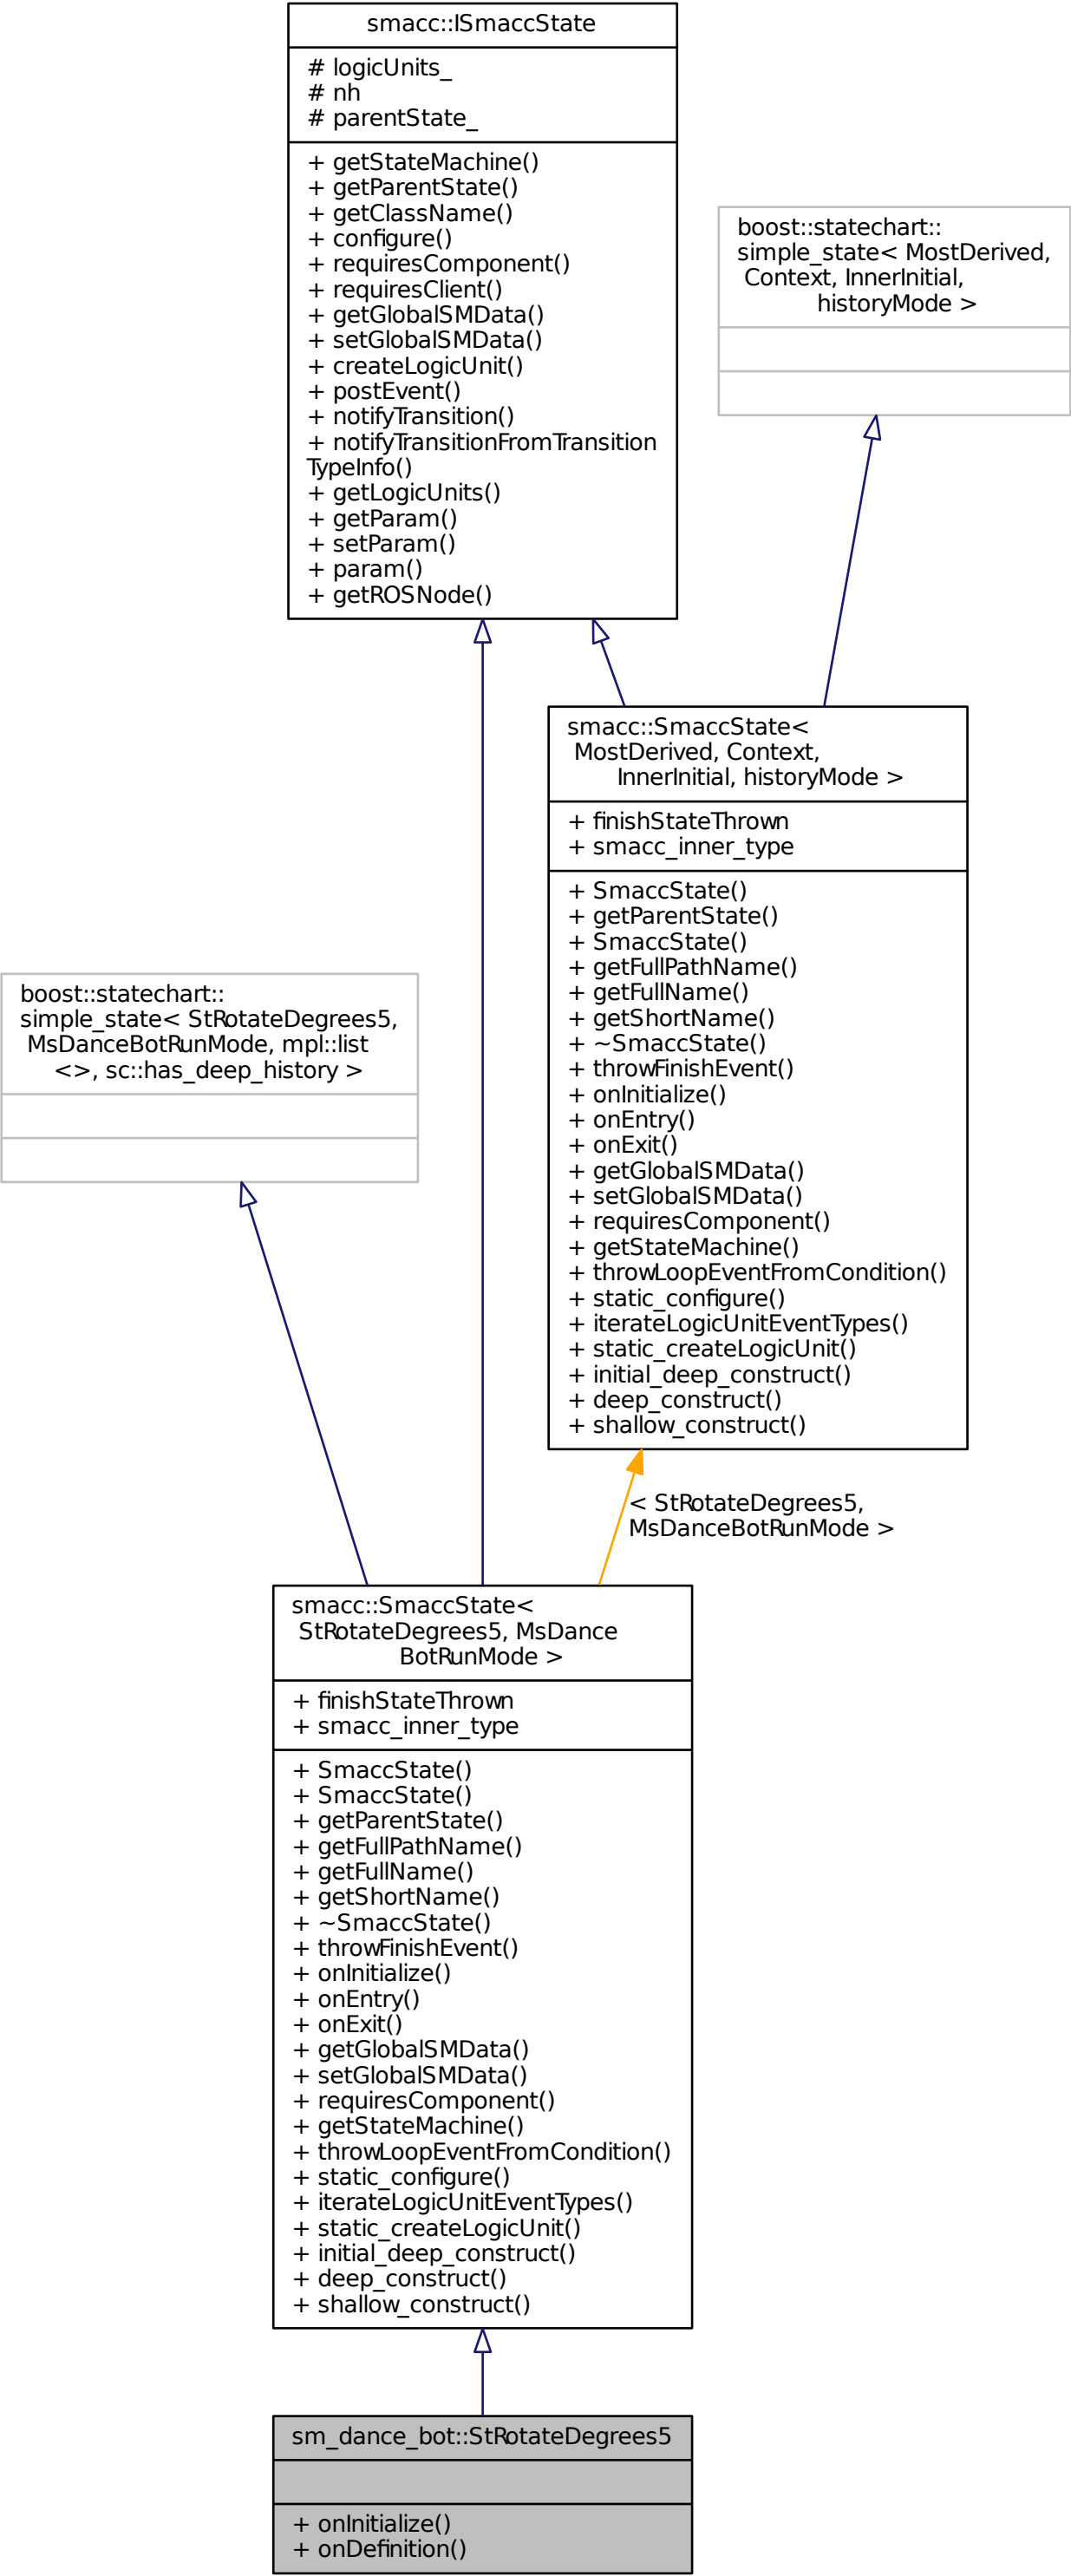 smacc::ISmaccState
# logicUnits_
# nh
# parentState_
+ getStateMachine()
+ getParentState()
+ getClassName()
+ configure()
+ requiresComponent()
+ requiresClient()
+ getGlobalSMData()
+ setGlobalSMData()
+ createLogicUnit()
+ postEvent()
+ notifyTransition()
+ notifyTransitionFromTransition
TypeInfo()
+ getLogicUnits()
+ getParam()
+ setParam()
+ param()
+ getROSNode()
boost::statechart::
simple_state< MostDerived,
Context, InnerInitial,
historyMode >
smacc::SmaccState<
MostDerived, Context,
InnerInitial, historyMode >
+ finishStateThrown
+ smacc_inner_type
+ SmaccState()
+ getParentState()
+ SmaccState()
+ getFullPathName()
+ getFullName()
+ getShortName()
+ ~SmaccState()
+ throwFinishEvent()
+ onInitialize()
+ onEntry()
+ onExit()
+ getGlobalSMData()
+ setGlobalSMData()
+ requiresComponent()
+ getStateMachine()
+ throwLoopEventFromCondition()
+ static_configure()
+ iterateLogicUnitEventTypes()
+ static_createLogicUnit()
+ initial_deep_construct()
+ deep_construct()
+ shallow_construct()
boost::statechart::
simple_state< StRotateDegrees5,
MsDanceBotRunMode, mpl::list
<>, sc::has_deep_history >
< StRotateDegrees5,
MsDanceBotRunMode >
smacc::SmaccState<
StRotateDegrees5, MsDance
BotRunMode >
+ finishStateThrown
+ smacc_inner_type
+ SmaccState()
+ SmaccState()
+ getParentState()
+ getFullPathName()
+ getFullName()
+ getShortName()
+ ~SmaccState()
+ throwFinishEvent()
+ onInitialize()
+ onEntry()
+ onExit()
+ getGlobalSMData()
+ setGlobalSMData()
+ requiresComponent()
+ getStateMachine()
+ throwLoopEventFromCondition()
+ static_configure()
+ iterateLogicUnitEventTypes()
+ static_createLogicUnit()
+ initial_deep_construct()
+ deep_construct()
+ shallow_construct()
sm_dance_bot::StRotateDegrees5
+ onInitialize()
+ onDefinition()